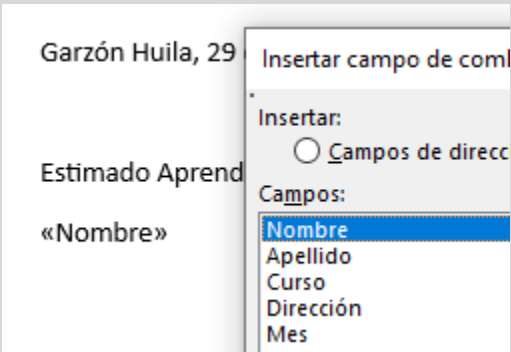 Garzón Huila, 29
Estimado Aprend
«Nombre»
Insertar campo de com
Insertar:
Campos de direcc
Campos:
Nombre
Apellido
Curso
Dirección
Mes